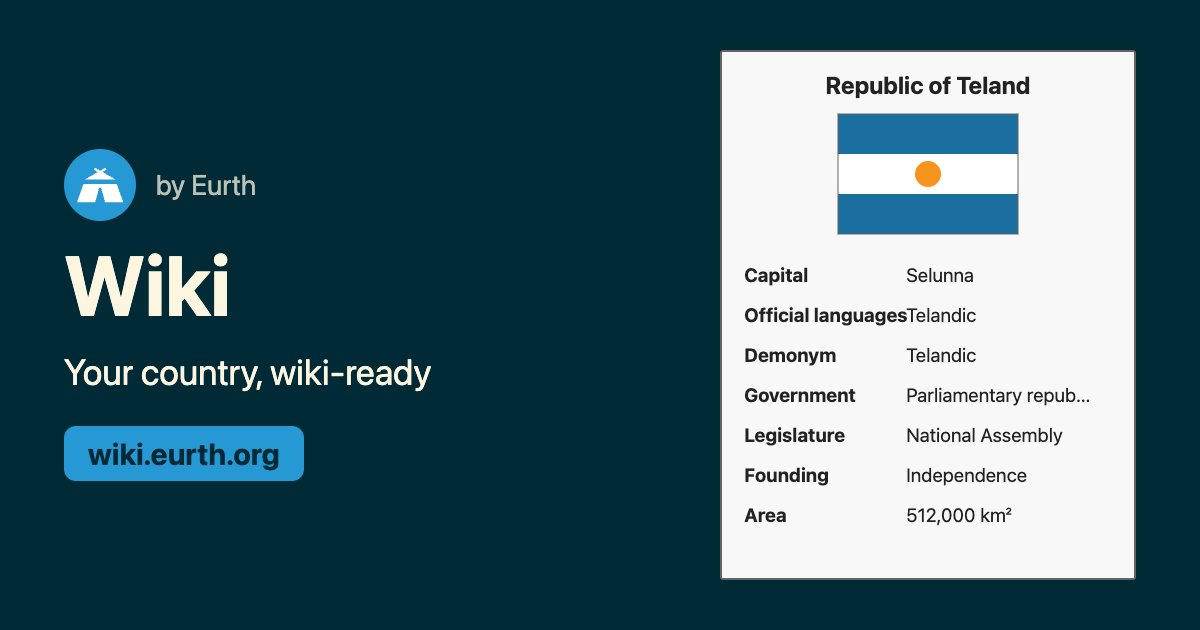 by Eurth
Wiki
Your country, wiki-ready
wiki.eurth.org
Republic of Teland
Capital Selunna
Official languages Telandic
Demonym Telandic
Government Parliamentary repub...
Legislature National Assembly
Founding Independence
Area 512,000 km²